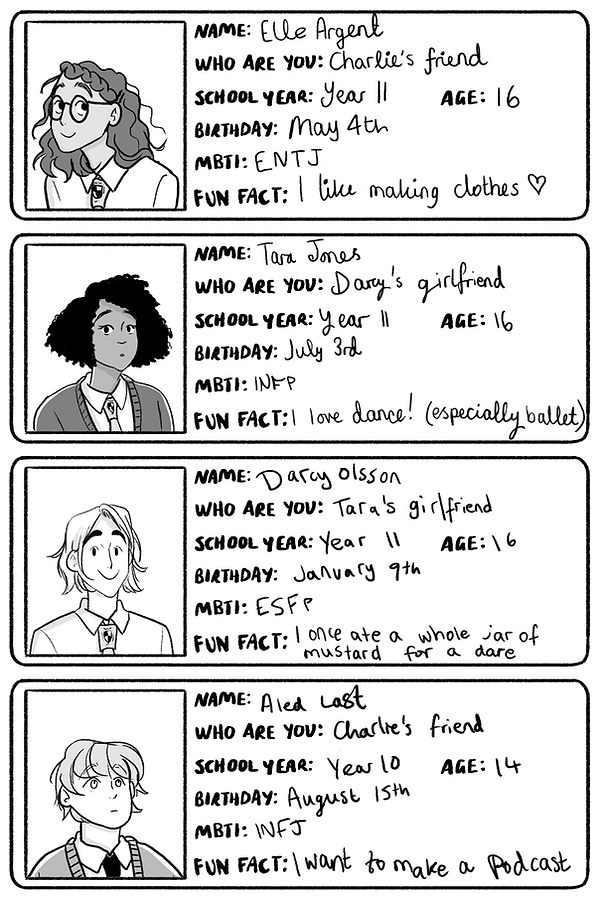 NAME: Elle Argent
WHO ARE YOU: Charlie's friend
SCHOOL YEAR: Year 11 AGE: 16
BIRTHDAY: May 4th
MBTI: ENTJ
FUN FACT: I like making clothes ♡
NAME: Tara Jones
WHO ARE YOU: Darcy's girlfriend
SCHOOL YEAR: Year 11 AGE: 16
BIRTHDAY: July 3rd
MBTI: INFP
FUN FACT: I love dance! (especially ballet)
NAME: Darcy Olsson
WHO ARE YOU: Tara's girlfriend
SCHOOL YEAR: Year 11 AGE: 16
BIRTHDAY: January 9th
MBTI: ESFP
FUN FACT: I once ate a whole jar of
mustard for a dare
NAME: Aled Last
WHO ARE YOU: Charlie's friend
SCHOOL YEAR: Year 10 AGE: 14
BIRTHDAY: August 15th
MBTI: INFJ
FUN FACT: I want to make a podcast